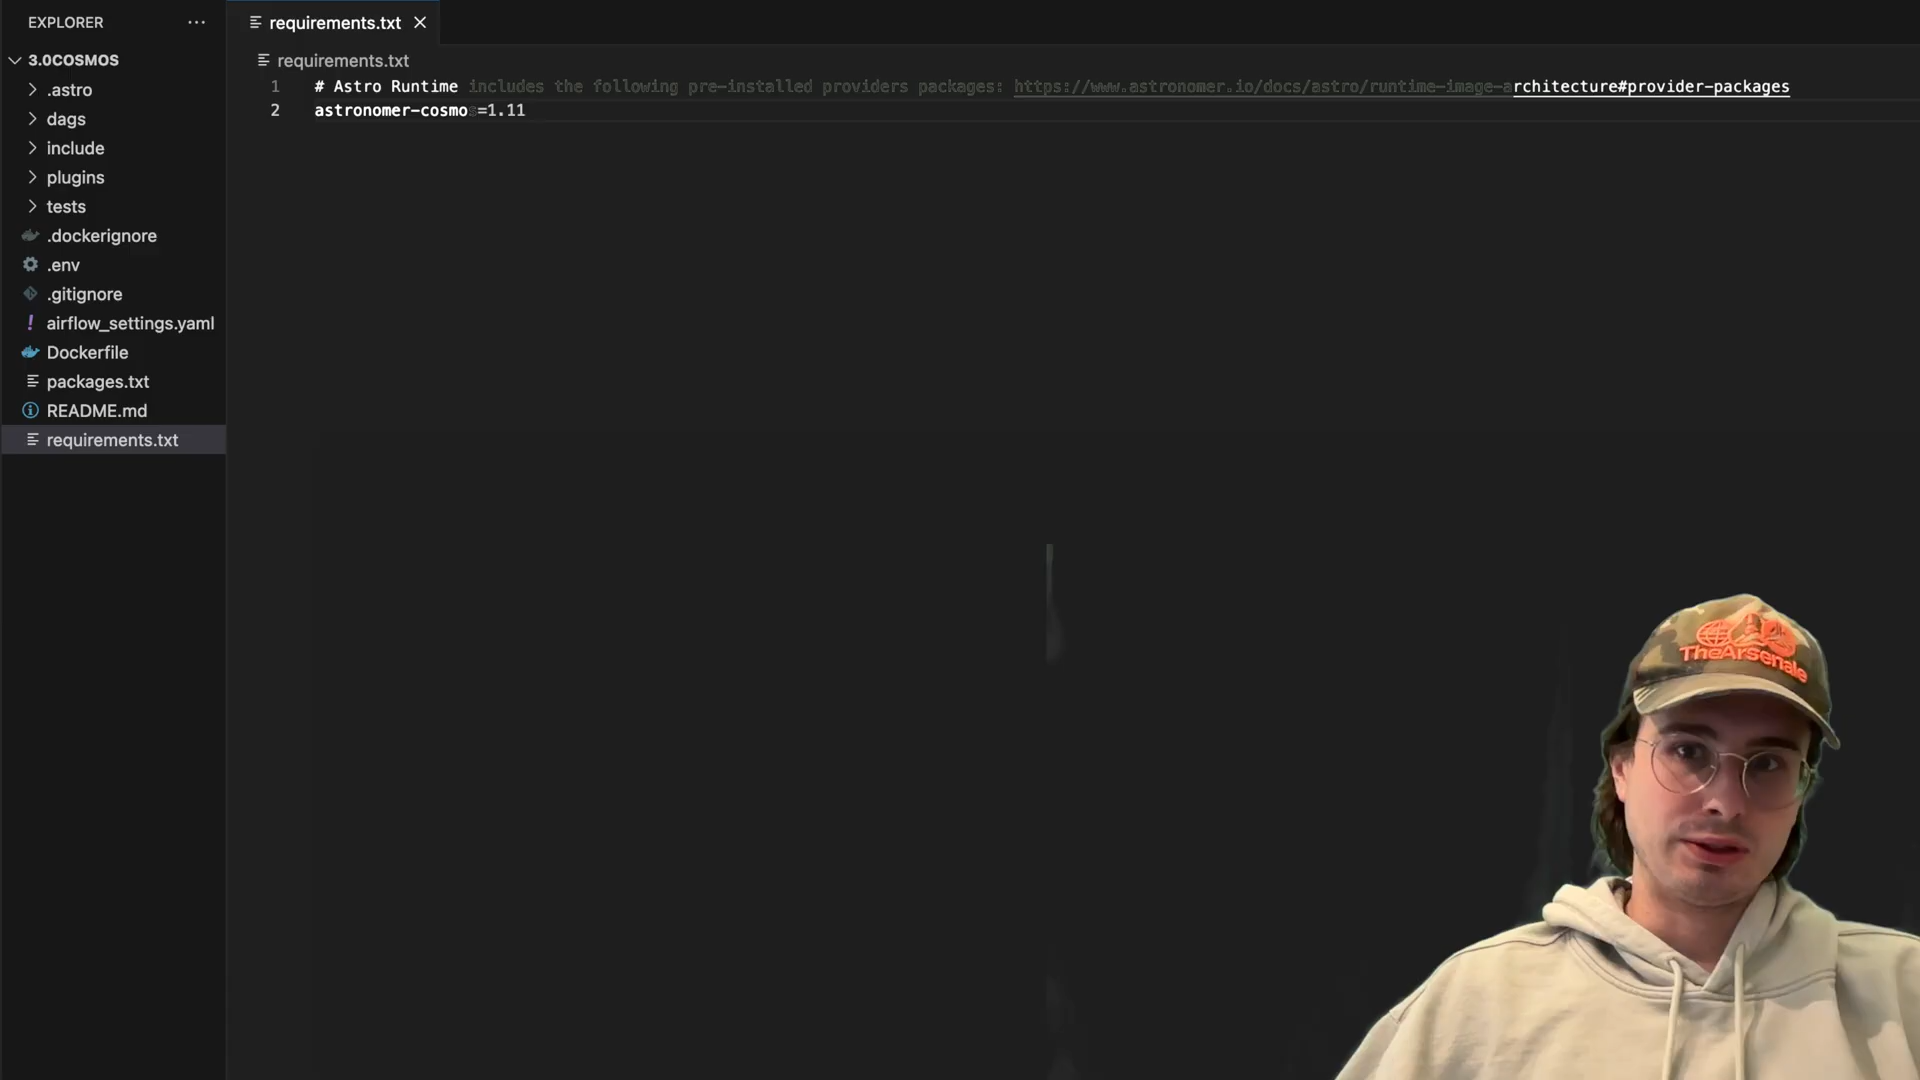 EXPLORER ...
requirements.txt
3.0COSMOS
requirements.txt
.astro
dags
include
plugins
tests
.dockerignore
.env
.gitignore
airflow_settings.yaml
Dockerfile
packages.txt
README.md
requirements.txt
1 # Astro Runtime includes the following pre-installed providers packages: https://www.astronomer.io/docs/astro/runtime-image-architecture#provider-packages
2 astronomer-cosmos=1.11
TheArsenale